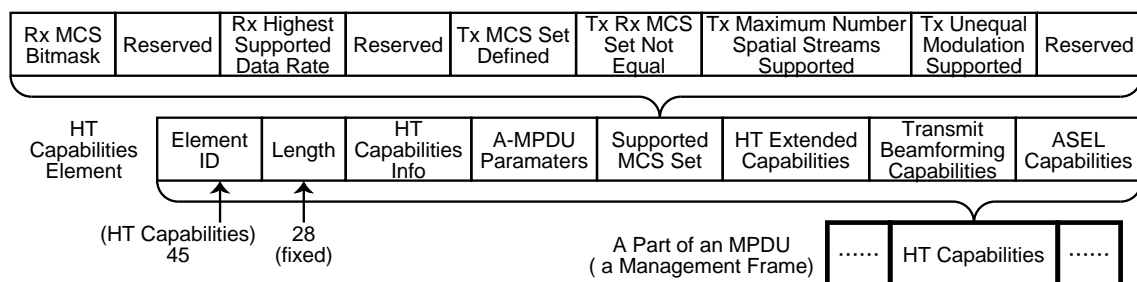 Rx MCS
Bitmask
Reserved
Rx Highest
Supported
Data Rate
Reserved
Tx MCS Set
Defined
Tx Rx MCS
Set Not
Equal
Tx Maximum Number
Spatial Streams
Supported
Tx Unequal
Modulation
Supported
Reserved
HT
Capabilities
Element
Element
ID
Length
HT
Capabilities
Info
A-MPDU
Paramaters
Supported
MCS Set
HT Extended
Capabilities
Transmit
Beamforming
Capabilities
ASEL
Capabilities
(HT Capabilities)
45
28
(fixed)
A Part of an MPDU
( a Management Frame)
······
HT Capabilities
······